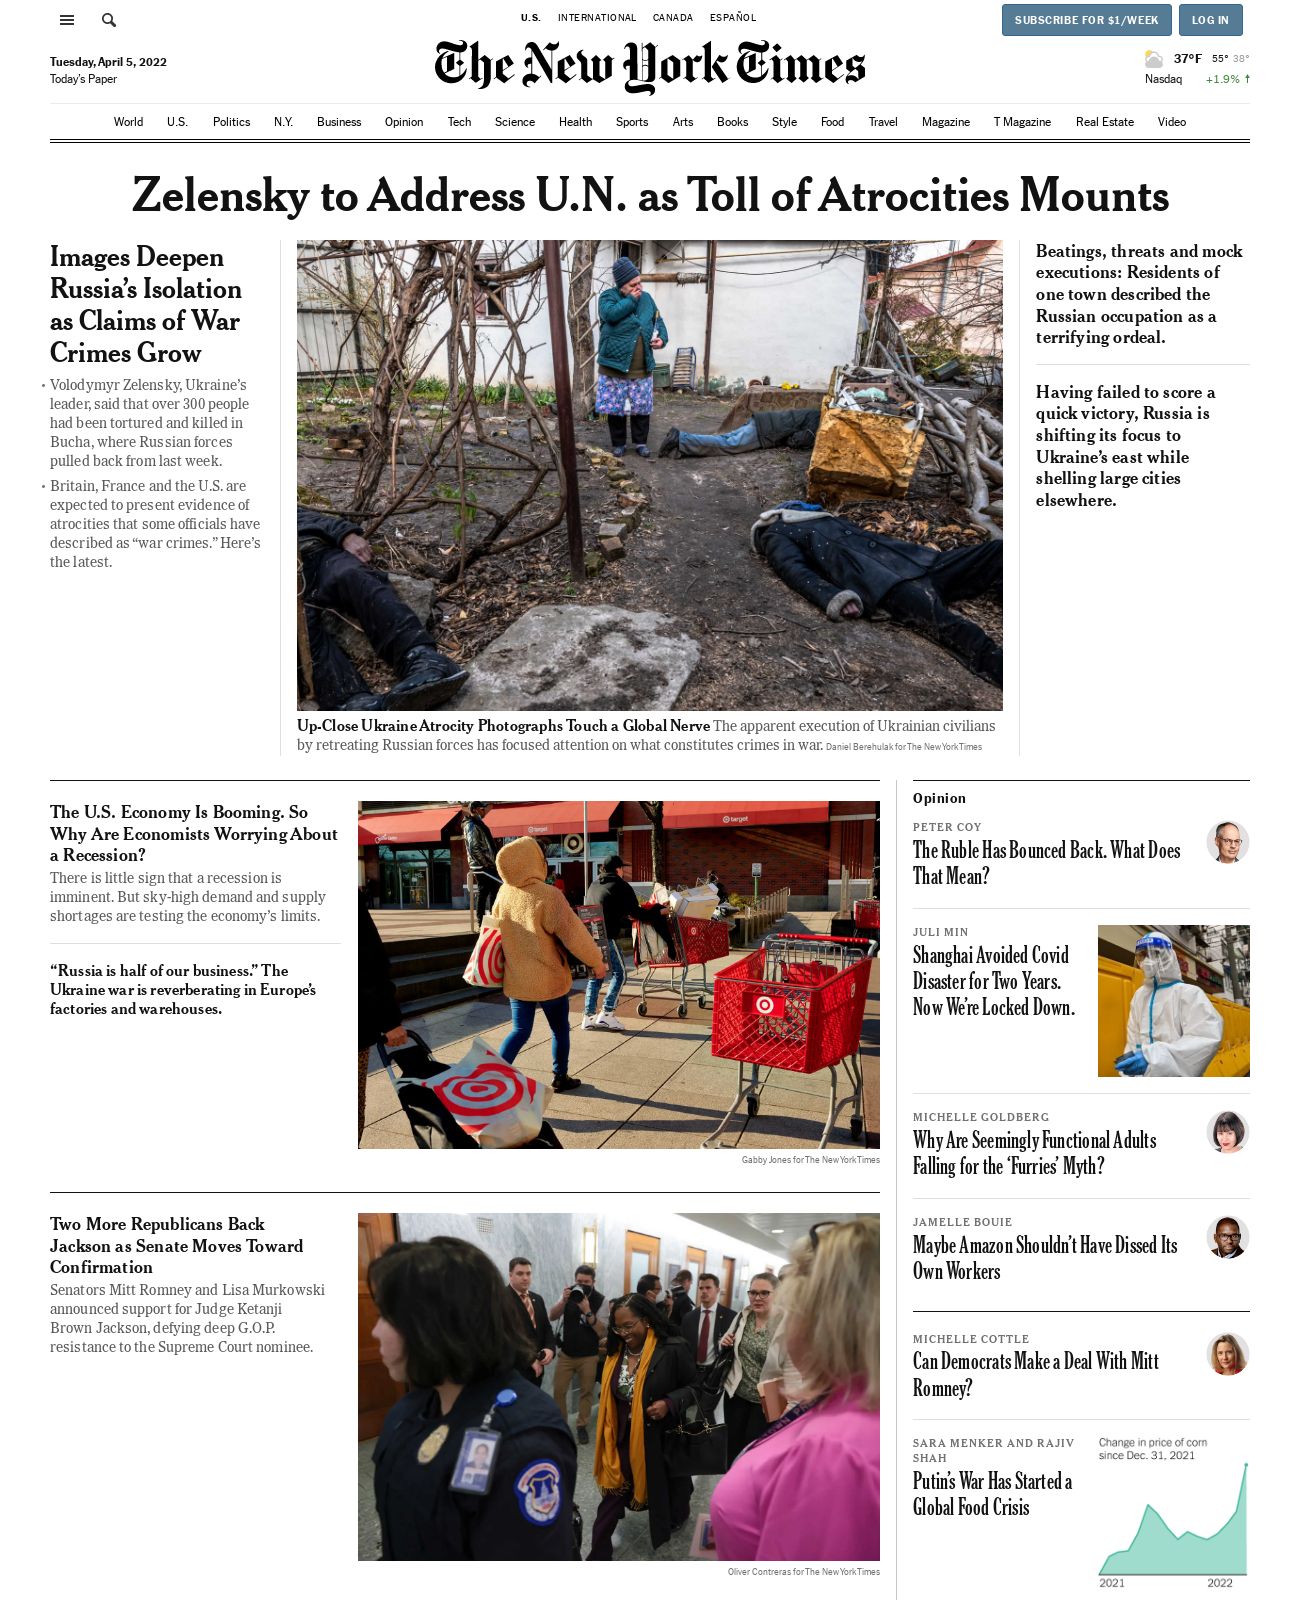 U.S. INTERNATIONAL CANADA ESPAÑOL
SUBSCRIBE FOR $1/WEEK
LOG IN
Tuesday, April 5, 2022
Today's Paper
The New York Times
37°F 55° 38°
Nasdaq +1.9% ↑
World U.S. Politics N.Y. Business Opinion Tech Science Health Sports Arts Books Style Food Travel Magazine T Magazine Real Estate Video
Zelensky to Address U.N. as Toll of Atrocities Mounts
Images Deepen
Russia’s Isolation
as Claims of War
Crimes Grow
• Volodymyr Zelensky, Ukraine’s
leader, said that over 300 people
had been tortured and killed in
Bucha, where Russian forces
pulled back from last week.
• Britain, France and the U.S. are
expected to present evidence of
atrocities that some officials have
described as “war crimes.” Here’s
the latest.
Up-Close Ukraine Atrocity Photographs Touch a Global Nerve The apparent execution of Ukrainian civilians
by retreating Russian forces has focused attention on what constitutes crimes in war. Daniel Berehulak for The New York Times
Beatings, threats and mock
executions: Residents of
one town described the
Russian occupation as a
terrifying ordeal.
Having failed to score a
quick victory, Russia is
shifting its focus to
Ukraine’s east while
shelling large cities
elsewhere.
The U.S. Economy Is Booming. So
Why Are Economists Worrying About
a Recession?
There is little sign that a recession is
imminent. But sky-high demand and supply
shortages are testing the economy’s limits.
“Russia is half of our business.” The
Ukraine war is reverberating in Europe’s
factories and warehouses.
target
target
Gabby Jones for The New York Times
Two More Republicans Back
Jackson as Senate Moves Toward
Confirmation
Senators Mitt Romney and Lisa Murkowski
announced support for Judge Ketanji
Brown Jackson, defying deep G.O.P.
resistance to the Supreme Court nominee.
Oliver Contreras for The New York Times
Opinion
PETER COY
The Ruble Has Bounced Back. What Does
That Mean?
JULI MIN
Shanghai Avoided Covid
Disaster for Two Years.
Now We’re Locked Down.
MICHELLE GOLDBERG
Why Are Seemingly Functional Adults
Falling for the ‘Furries’ Myth?
JAMELLE BOUIE
Maybe Amazon Shouldn’t Have Dissed Its
Own Workers
MICHELLE COTTLE
Can Democrats Make a Deal With Mitt
Romney?
SARA MENKER AND RAJIV
SHAH
Putin’s War Has Started a
Global Food Crisis
Change in price of corn
since Dec. 31, 2021
2021 2022